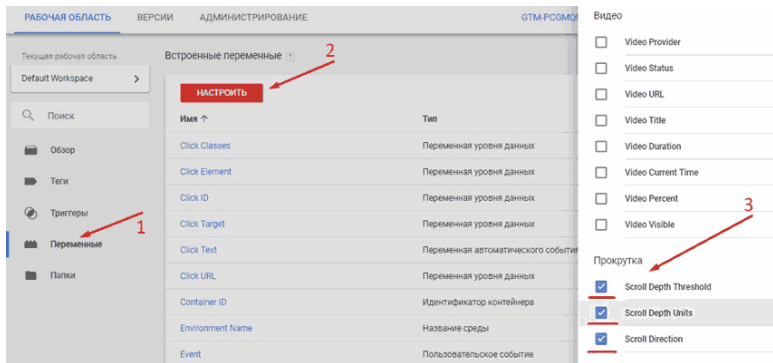 РАБОЧАЯ ОБЛАСТЬ ВЕРСИИ АДМИНИСТРИРОВАНИЕ GTM-PCGMQ
Текущая рабочая область
Default Workspace
Поиск
Обзор
Теги
Триггеры
1
Переменные
Папки
Встроенные переменные ?
2
НАСТРОИТЬ
Имя Тип
Click Classes Переменная уровня данных
Click Element Переменная уровня данных
Click ID Переменная уровня данных
Click Target Переменная уровня данных
Click Text Переменная автоматического события
Click URL Переменная уровня данных
Container ID Идентификатор контейнера
Environment Name Название среды
Event Пользовательское событие
Видео
Video Provider
Video Status
Video URL
Video Title
Video Duration
Video Current Time
Video Percent
Video Visible
3
Прокрутка
Scroll Depth Threshold
Scroll Depth Units
Scroll Direction